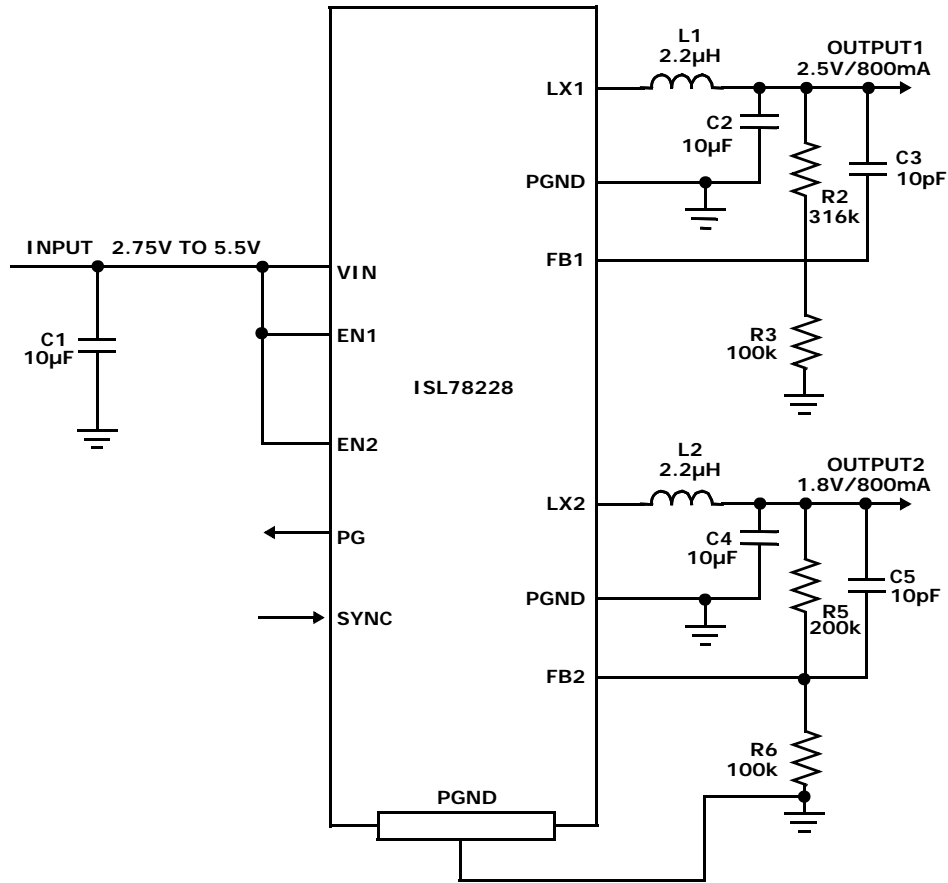 L1
2.2µH
OUTPUT1
2.5V/800mA
LX1
C2
10µF
C3
10pF
PGND
R2
316k
INPUT 2.75V TO 5.5V
FB1
VIN
C1
10µF
EN1
R3
100k
ISL78228
EN2
L2
2.2µH
OUTPUT2
1.8V/800mA
LX2
PG
C4
10µF
C5
10pF
PGND
R5
200k
SYNC
FB2
R6
100k
PGND